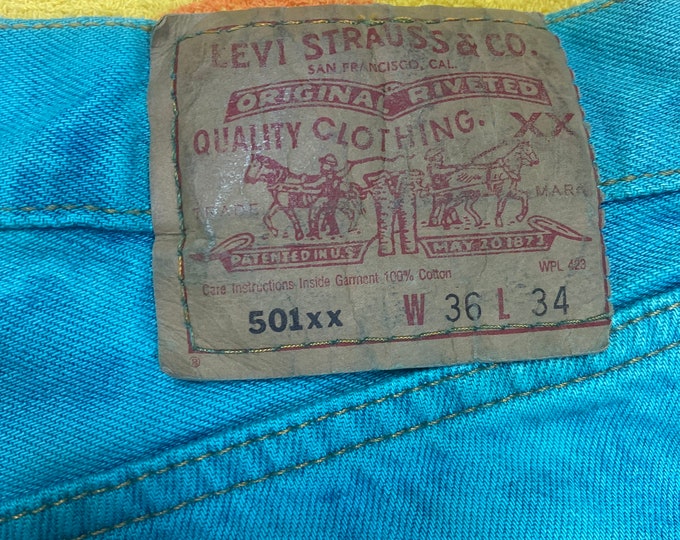 LEVI STRAUSS & CO.
SAN FRANCISCO, CAL.
ORIGINAL RIVETED
QUALITY CLOTHING. XX
TRADE MARK
PATENTED IN U.S. MAY 20 1873
WPL 423
Care Instructions Inside Garment 100% Cotton
501xx W 36 L 34
®